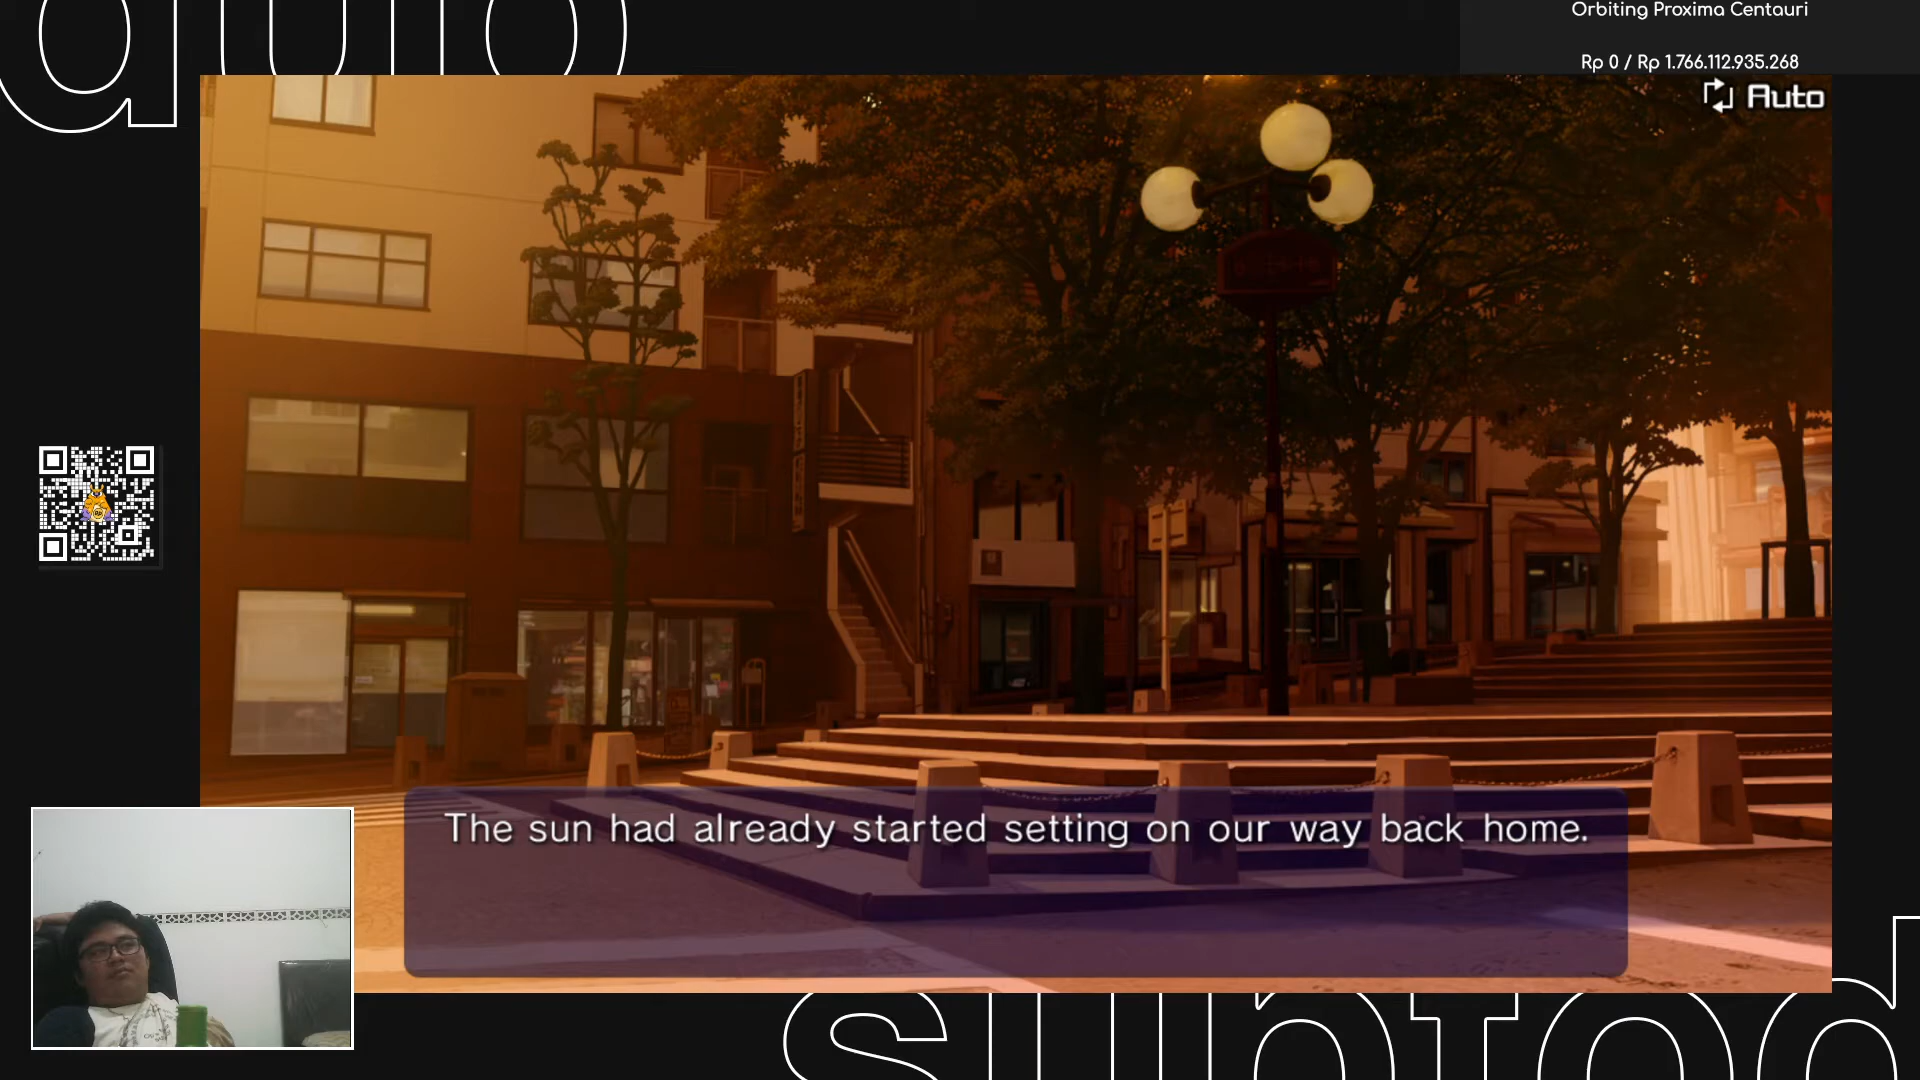 Orbiting Proxima Centauri
Rp 0 / Rp 1.766.112.935.268
Auto
The sun had already started setting on our way back home.